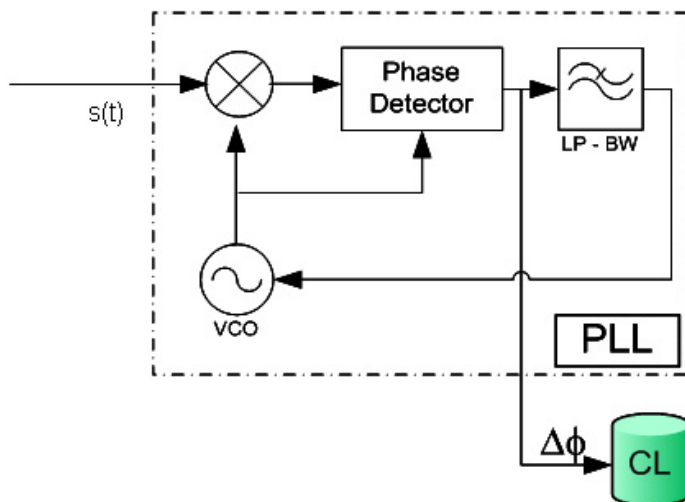 Phase
Detector
s(t)
LP - BW
VCO
PLL
Δϕ
CL